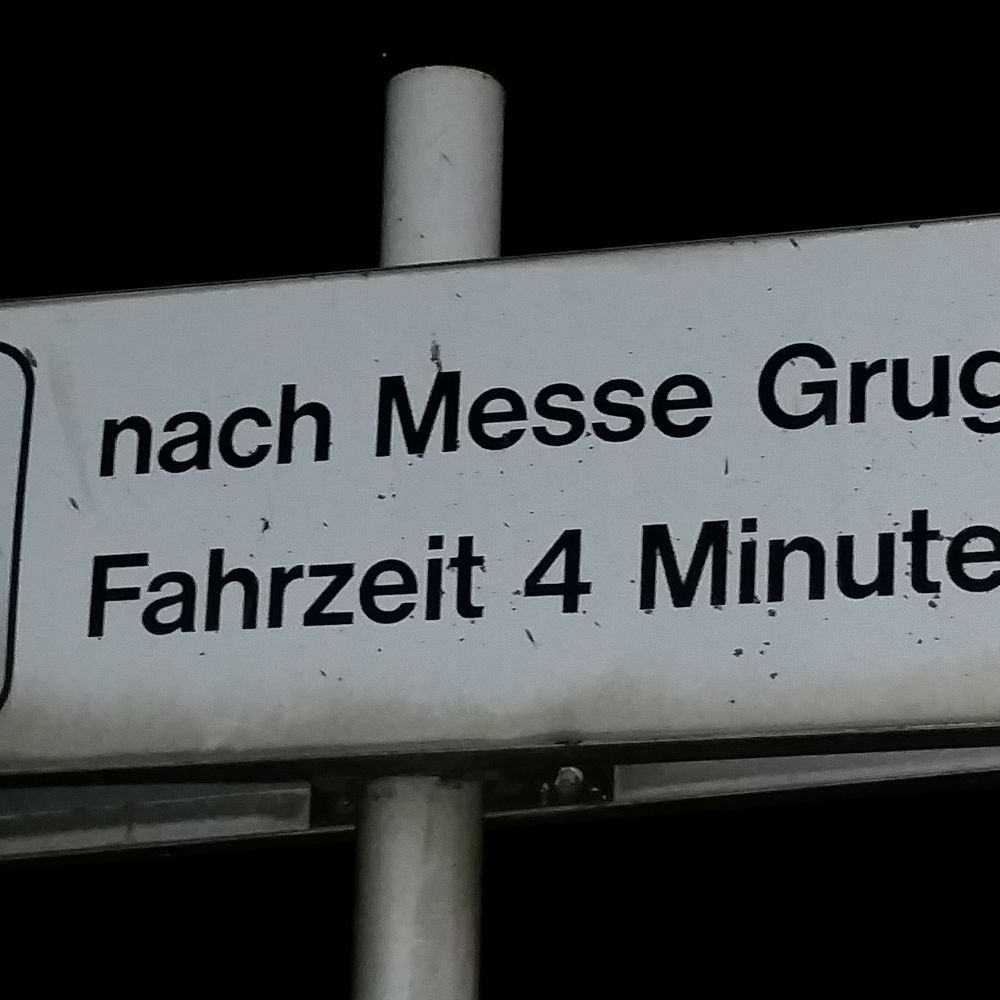 nach Messe Grug
Fahrzeit 4 Minute